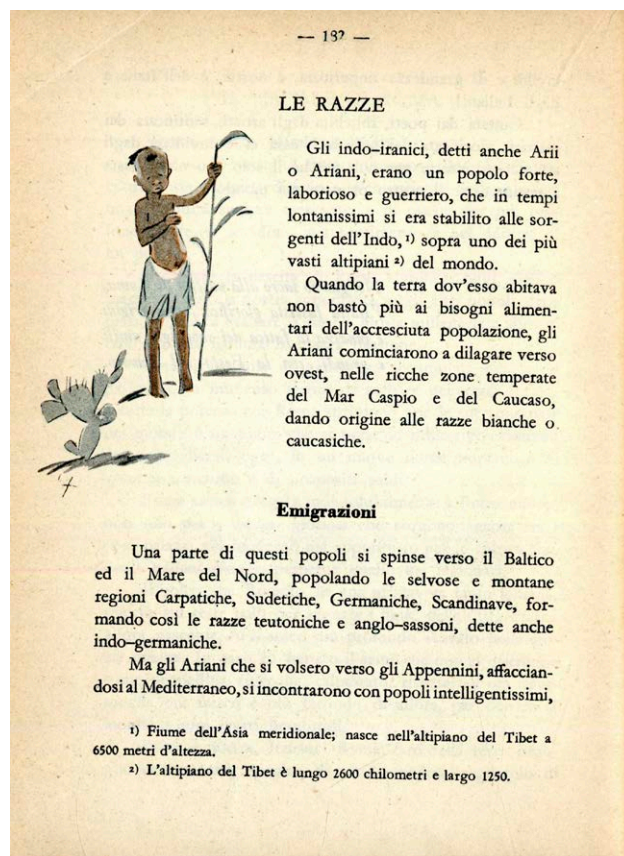 — 182 —
LE RAZZE
Gli indo-iranici, detti anche Arii
o Ariani, erano un popolo forte,
laborioso e guerriero, che in tempi
lontanissimi si era stabilito alle sor-
genti dell'Indo, 1) sopra uno dei più
vasti altipiani 2) del mondo.
Quando la terra dov'esso abitava
non bastò più ai bisogni alimen-
tari dell'accresciuta popolazione, gli
Ariani cominciarono a dilagare verso
ovest, nelle ricche zone temperate
del Mar Caspio e del Caucaso,
dando origine alle razze bianche o
caucasiche.
Emigrazioni
Una parte di questi popoli si spinse verso il Baltico
ed il Mare del Nord, popolando le selvose e montane
regioni Carpatiche, Sudetiche, Germaniche, Scandinave, for-
mando così le razze teutoniche e anglo-sassoni, dette anche
indo-germaniche.
Ma gli Ariani che si volsero verso gli Appennini, affaccian-
dosi al Mediterraneo, si incontrarono con popoli intelligentissimi,
1) Fiume dell'Asia meridionale; nasce nell'altipiano del Tibet a
6500 metri d'altezza.
2) L'altipiano del Tibet è lungo 2600 chilometri e largo 1250.